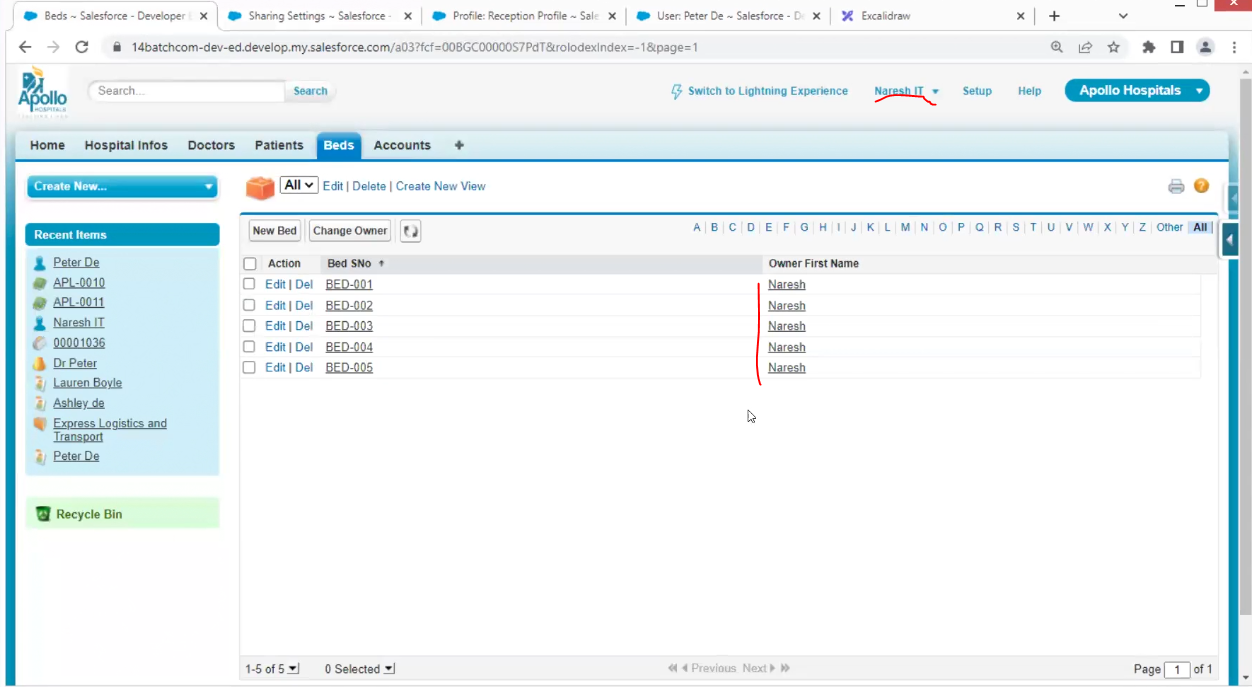 Beds ~ Salesforce - Developer E
Sharing Settings ~ Salesforce -
Profile: Reception Profile ~ Sale
User: Peter De ~ Salesforce - De
Excalidraw
14batchcom-dev-ed.develop.my.salesforce.com/a03?fcf=00BGC00000S7PdT&rolodexIndex=-1&page=1
Apollo
HOSPITALS
Search...
Search
Switch to Lightning Experience
Naresh IT
Setup
Help
Apollo Hospitals
Home Hospital Infos Doctors Patients Beds Accounts +
Create New...
All Edit | Delete | Create New View
Recent Items
Peter De
APL-0010
APL-0011
Naresh IT
00001036
Dr Peter
Lauren Boyle
Ashley de
Express Logistics and
Transport
Peter De
Recycle Bin
New Bed Change Owner
A | B | C | D | E | F | G | H | I | J | K | L | M | N | O | P | Q | R | S | T | U | V | W | X | Y | Z | Other | All
Action Bed SNo Owner First Name
Edit | Del BED-001 Naresh
Edit | Del BED-002 Naresh
Edit | Del BED-003 Naresh
Edit | Del BED-004 Naresh
Edit | Del BED-005 Naresh
1-5 of 5 0 Selected Previous Next Page 1 of 1